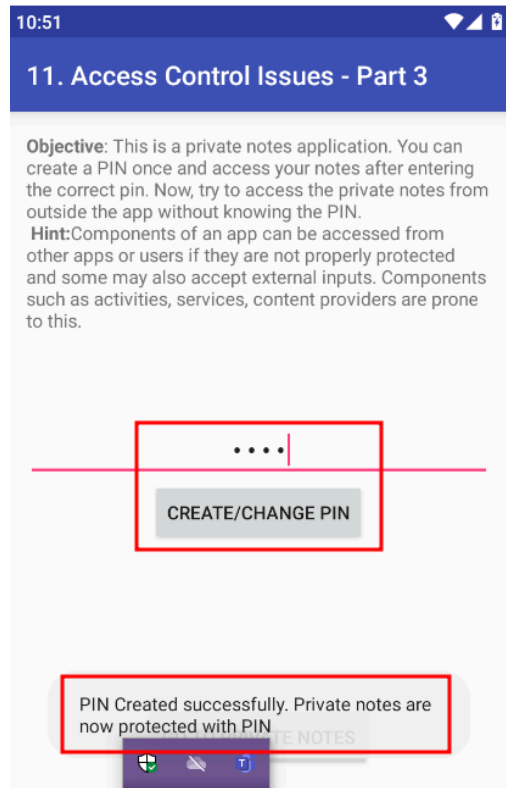 10:51
11. Access Control Issues - Part 3
Objective: This is a private notes application. You can
create a PIN once and access your notes after entering
the correct pin. Now, try to access the private notes from
outside the app without knowing the PIN.
Hint:Components of an app can be accessed from
other apps or users if they are not properly protected
and some may also accept external inputs. Components
such as activities, services, content providers are prone
to this.
CREATE/CHANGE PIN
PIN Created successfully. Private notes are
now protected with PIN
TE NOTES